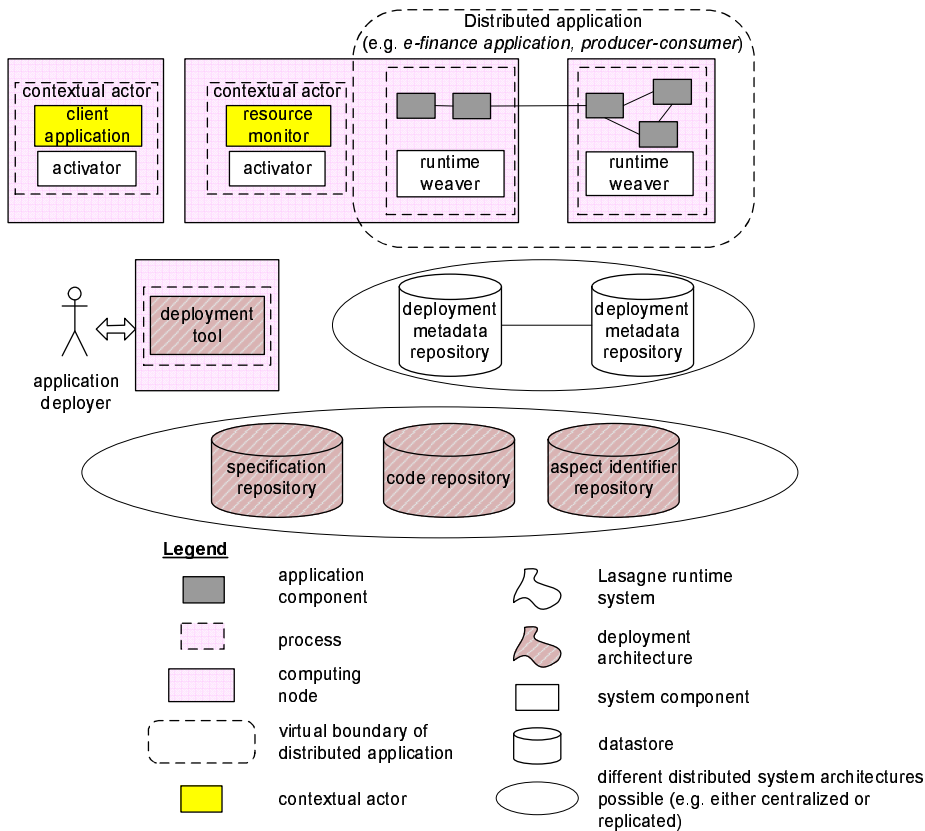 Distributed application
(e.g. e-finance application, producer-consumer)
contextual actor
client
application
activator
contextual actor
resource
monitor
activator
runtime
weaver
runtime
weaver
application
deployer
deployment
tool
deployment
metadata
repository
deployment
metadata
repository
specification
repository
code repository
aspect identifier
repository
Legend
application
component
process
computing
node
virtual boundary of
distributed application
contextual actor
Lasagne runtime
system
deployment
architecture
system component
datastore
different distributed system architectures
possible (e.g. either centralized or
replicated)